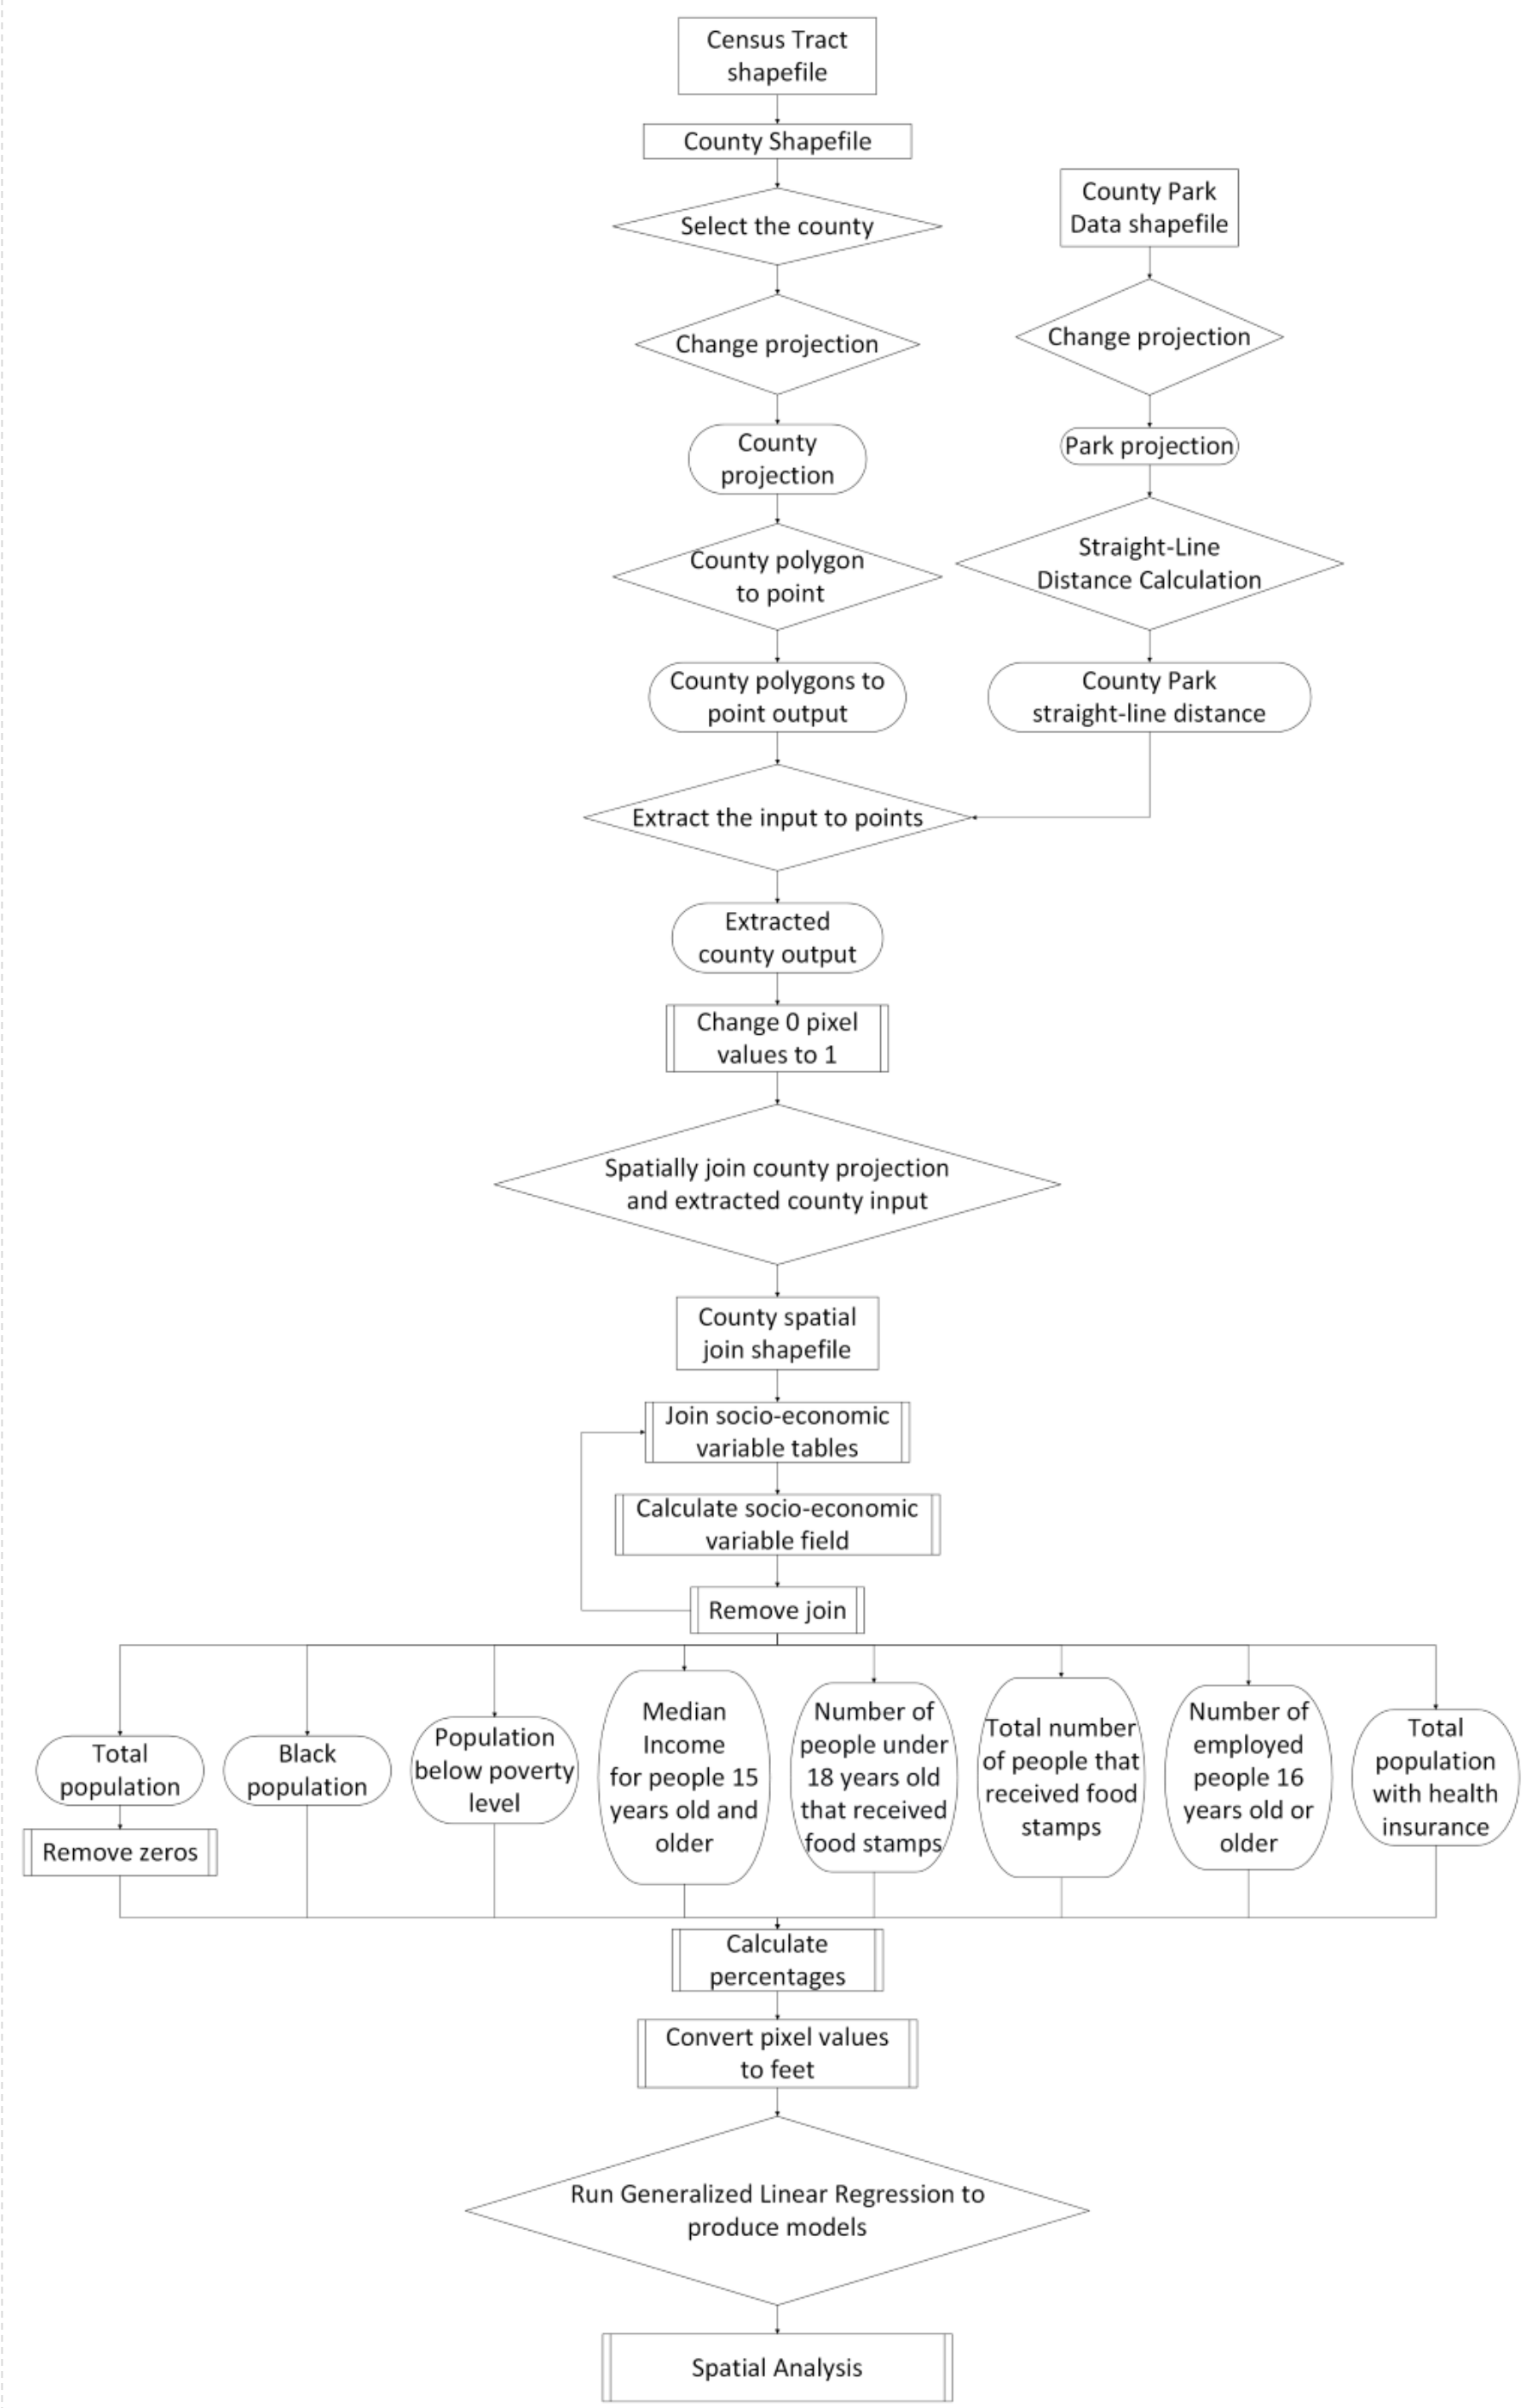 Census Tract
shapefile
County Shapefile
Select the county
Change projection
County
projection
County polygon
to point
County polygons to
point output
County Park
Data shapefile
Change projection
Park projection
Straight-Line
Distance Calculation
County Park
straight-line distance
Extract the input to points
Extracted
county output
Change 0 pixel
values to 1
Spatially join county projection
and extracted county input
County spatial
join shapefile
Join socio-economic
variable tables
Calculate socio-economic
variable field
Remove join
Total
population
Remove zeros
Black
population
Population
below poverty
level
Median
Income
for people 15
years old and
older
Number of
people under
18 years old
that received
food stamps
Total number
of people that
received food
stamps
Number of
employed
people 16
years old or
older
Total
population
with health
insurance
Calculate
percentages
Convert pixel values
to feet
Run Generalized Linear Regression to
produce models
Spatial Analysis